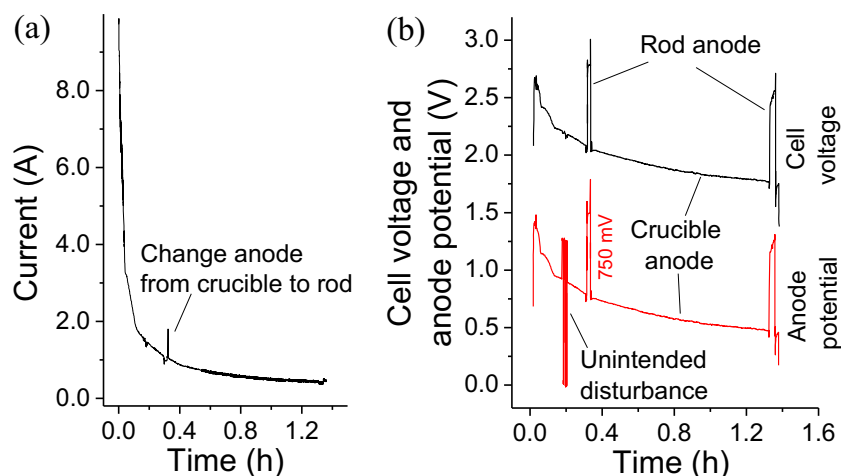 (a)
Current (A)
8.0
6.0
4.0
2.0
0.0
Change anode
from crucible to rod
0.0 0.4 0.8 1.2
Time (h)
(b)
Cell voltage and
anode potential (V)
3.0
2.5
2.0
1.5
1.0
0.5
0.0
Rod anode
Crucible
anode
750 mV
Unintended
disturbance
Cell
voltage
Anode
potential
0.0 0.4 0.8 1.2 1.6
Time (h)